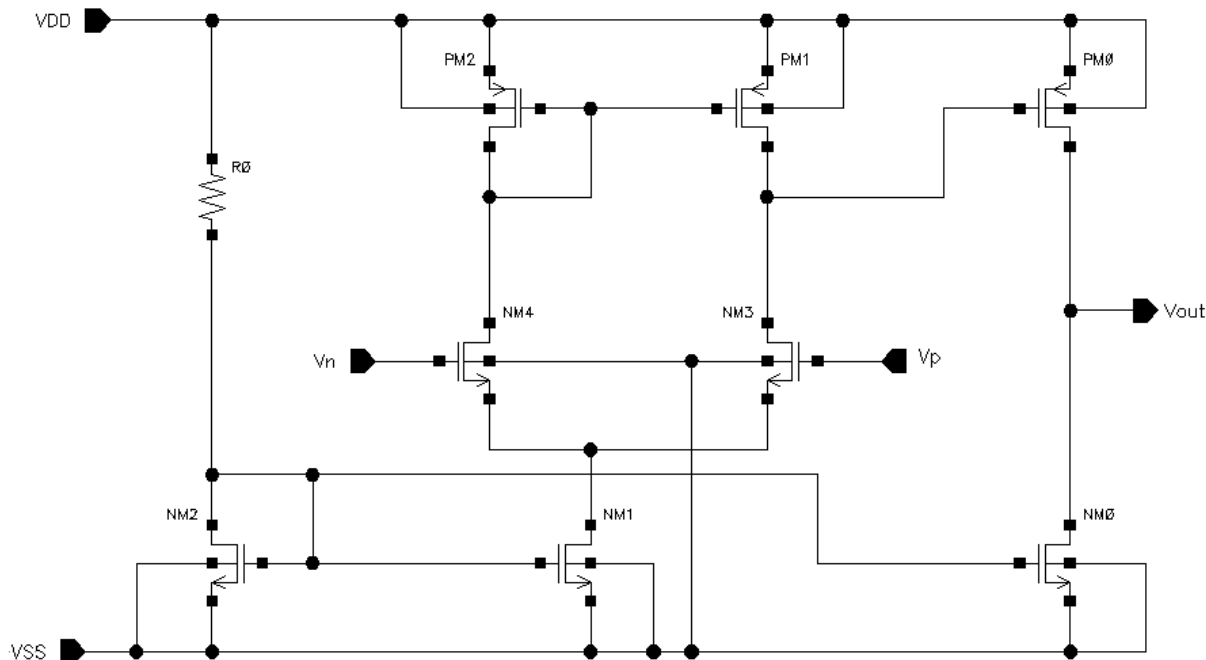 VDD
PM2
PM1
PMØ
RØ
NM4
NM3
Vout
Vn
Vp
NM2
NM1
NMØ
VSS